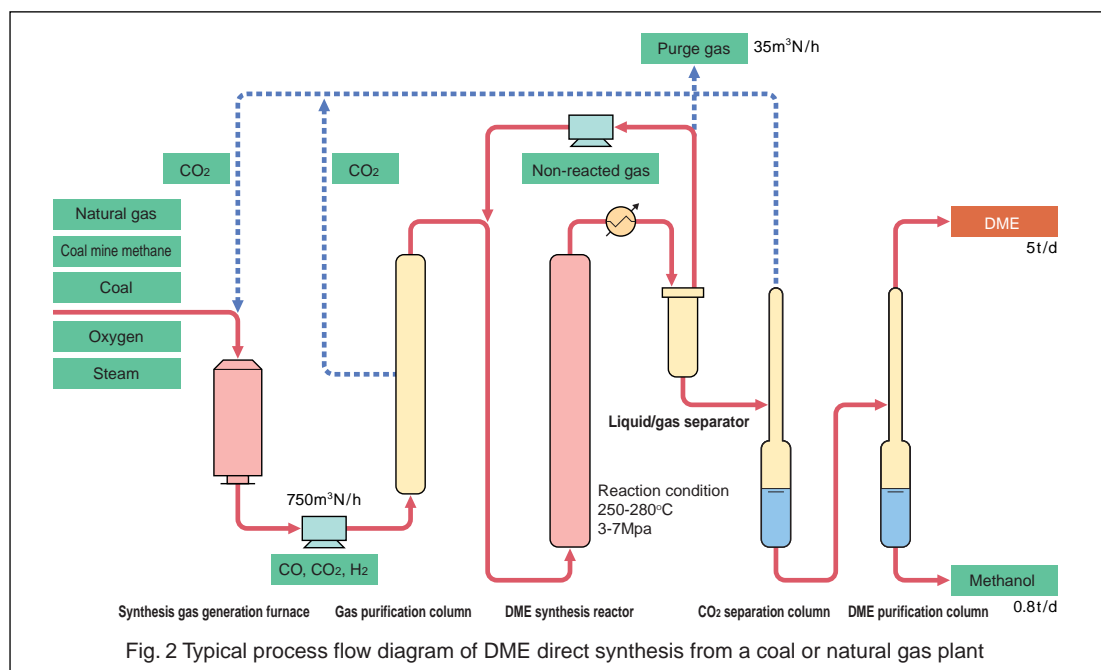 Purge gas
35m³N/h
CO₂
CO₂
Non-reacted gas
Natural gas
Coal mine methane
Coal
Oxygen
Steam
DME
5t/d
Liquid/gas separator
Reaction condition
250-280°C
3-7Mpa
750m³N/h
CO, CO₂, H₂
Methanol
0.8t/d
Synthesis gas generation furnace
Gas purification column
DME synthesis reactor
CO₂ separation column
DME purification column
Fig. 2 Typical process flow diagram of DME direct synthesis from a coal or natural gas plant